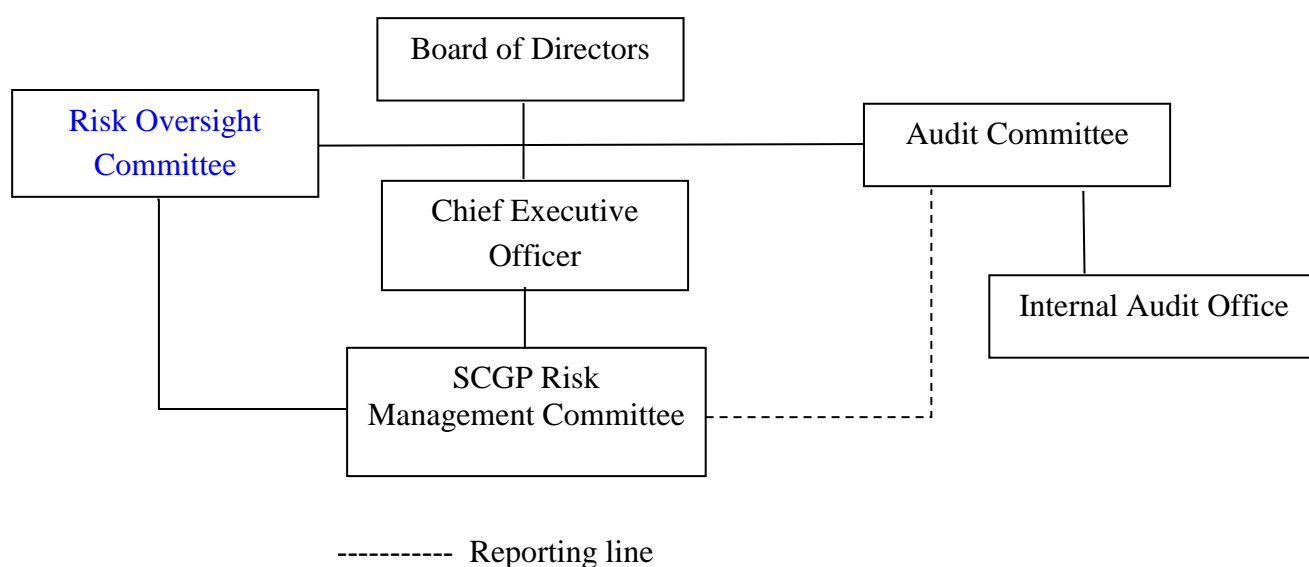 Board of Directors
Risk Oversight
Committee
Audit Committee
Chief Executive
Officer
Internal Audit Office
SCGP Risk
Management Committee
----------- Reporting line